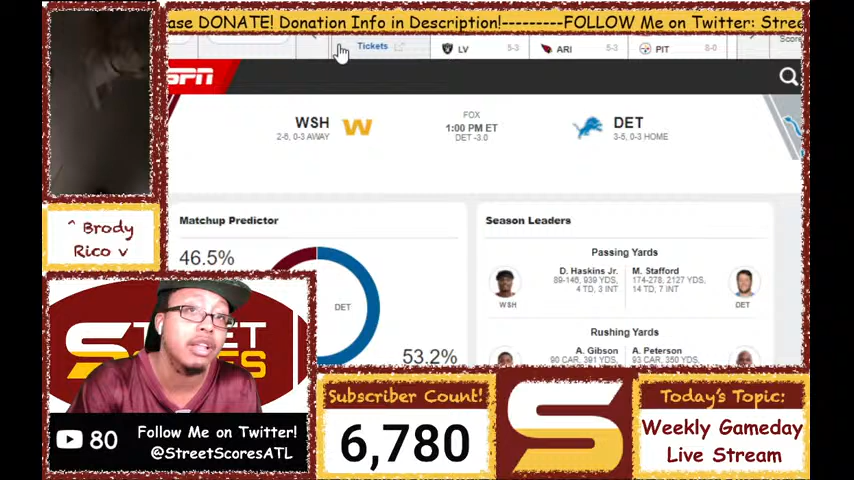 ase DONATE! Donation Info in Description!---------FOLLOW Me on Twitter: Stree
Tickets
LV 5-3
ARI 5-3
PIT 8-0
Score
ESPN
WSH
2-6, 0-3 AWAY
W
FOX
1:00 PM ET
DET -3.0
DET
3-5, 0-3 HOME
Matchup Predictor
46.5%
DET
53.2%
Season Leaders
Passing Yards
D. Haskins Jr.
89-146, 939 YDS,
4 TD, 3 INT
M. Stafford
174-278, 2127 YDS,
14 TD, 7 INT
WSH
DET
Rushing Yards
A. Gibson
90 CAR, 391 YDS,
A. Peterson
93 CAR, 350 YDS,
^ Brody
Rico v
80
Follow Me on Twitter!
@StreetScoresATL
Subscriber Count!
6,780
S
Today's Topic:
Weekly Gameday
Live Stream